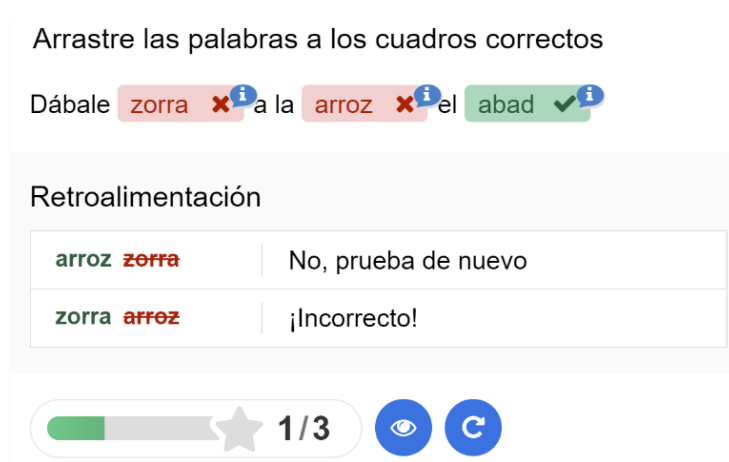 Arrastre las palabras a los cuadros correctos
Dábale zorra a la arroz el abad
Retroalimentación
arroz zorra No, prueba de nuevo
zorra arroz ¡Incorrecto!
1/3